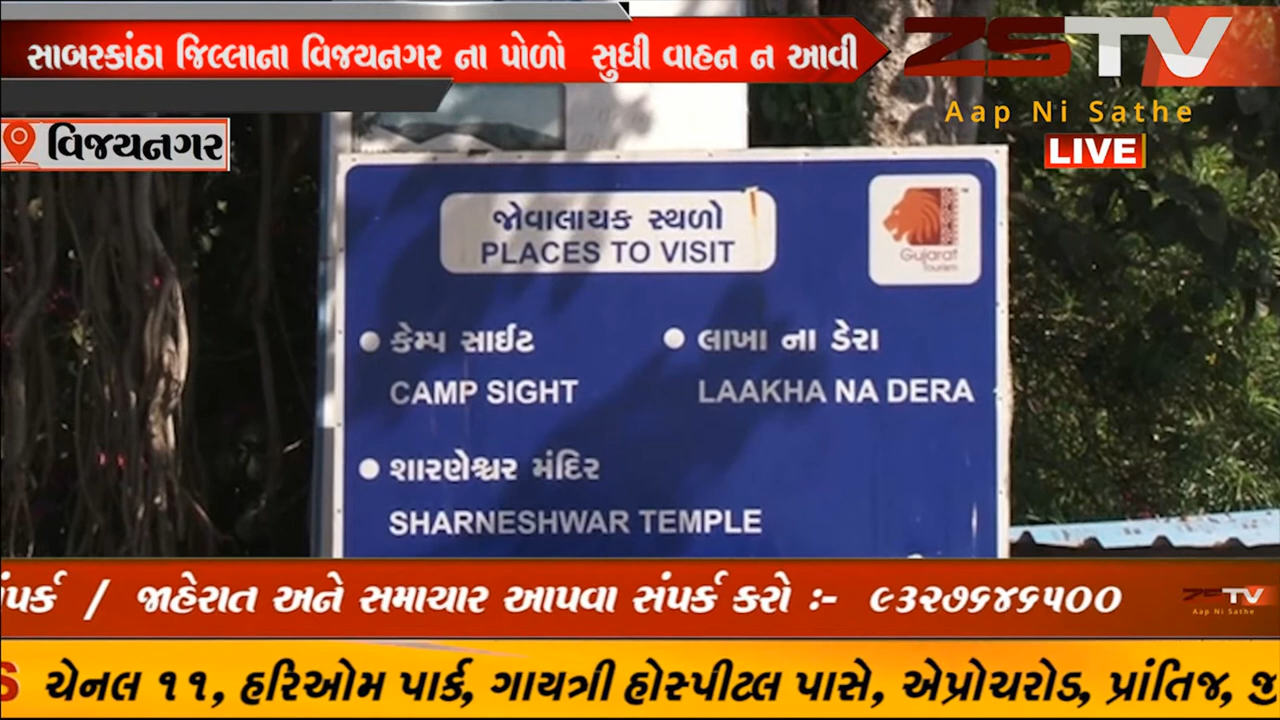 સાબરકાંઠા જિલ્લાના વિજયનગર ના પોળો સુધી વાહન ન આવી
ZSTV
Aap Ni Sathe
LIVE
વિજયનગર
જોવાલાયક સ્થળો
PLACES TO VISIT
Gujarat
Tourism
કેમ્પ સાઈટ
CAMP SIGHT
લાખા ના ડેરા
LAAKHA NA DERA
શારણેશ્વર મંદિર
SHARNESHWAR TEMPLE
સંપર્ક / જાહેરાત અને સમાચાર આપવા સંપર્ક કરો :- ૯૩૨૭૬૪૬૫૦૦
ZSTV
Aap Ni Sathe
S ચેનલ ૧૧, હરિઓમ પાર્ક, ગાયત્રી હોસ્પીટલ પાસે, એપ્રોચરોડ, પ્રાંતિજ, જી